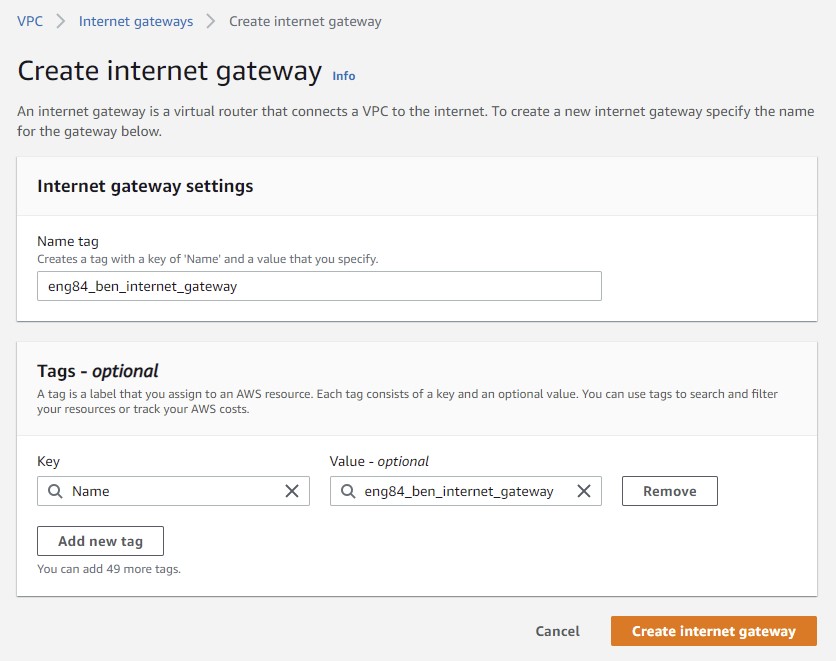 VPC > Internet gateways > Create internet gateway
Create internet gateway Info
An internet gateway is a virtual router that connects a VPC to the internet. To create a new internet gateway specify the name
for the gateway below.
Internet gateway settings
Name tag
Creates a tag with a key of 'Name' and a value that you specify.
eng84_ben_internet_gateway
Tags - optional
A tag is a label that you assign to an AWS resource. Each tag consists of a key and an optional value. You can use tags to search and filter
your resources or track your AWS costs.
Key Value - optional
Name eng84_ben_internet_gateway Remove
Add new tag
You can add 49 more tags.
Cancel Create internet gateway